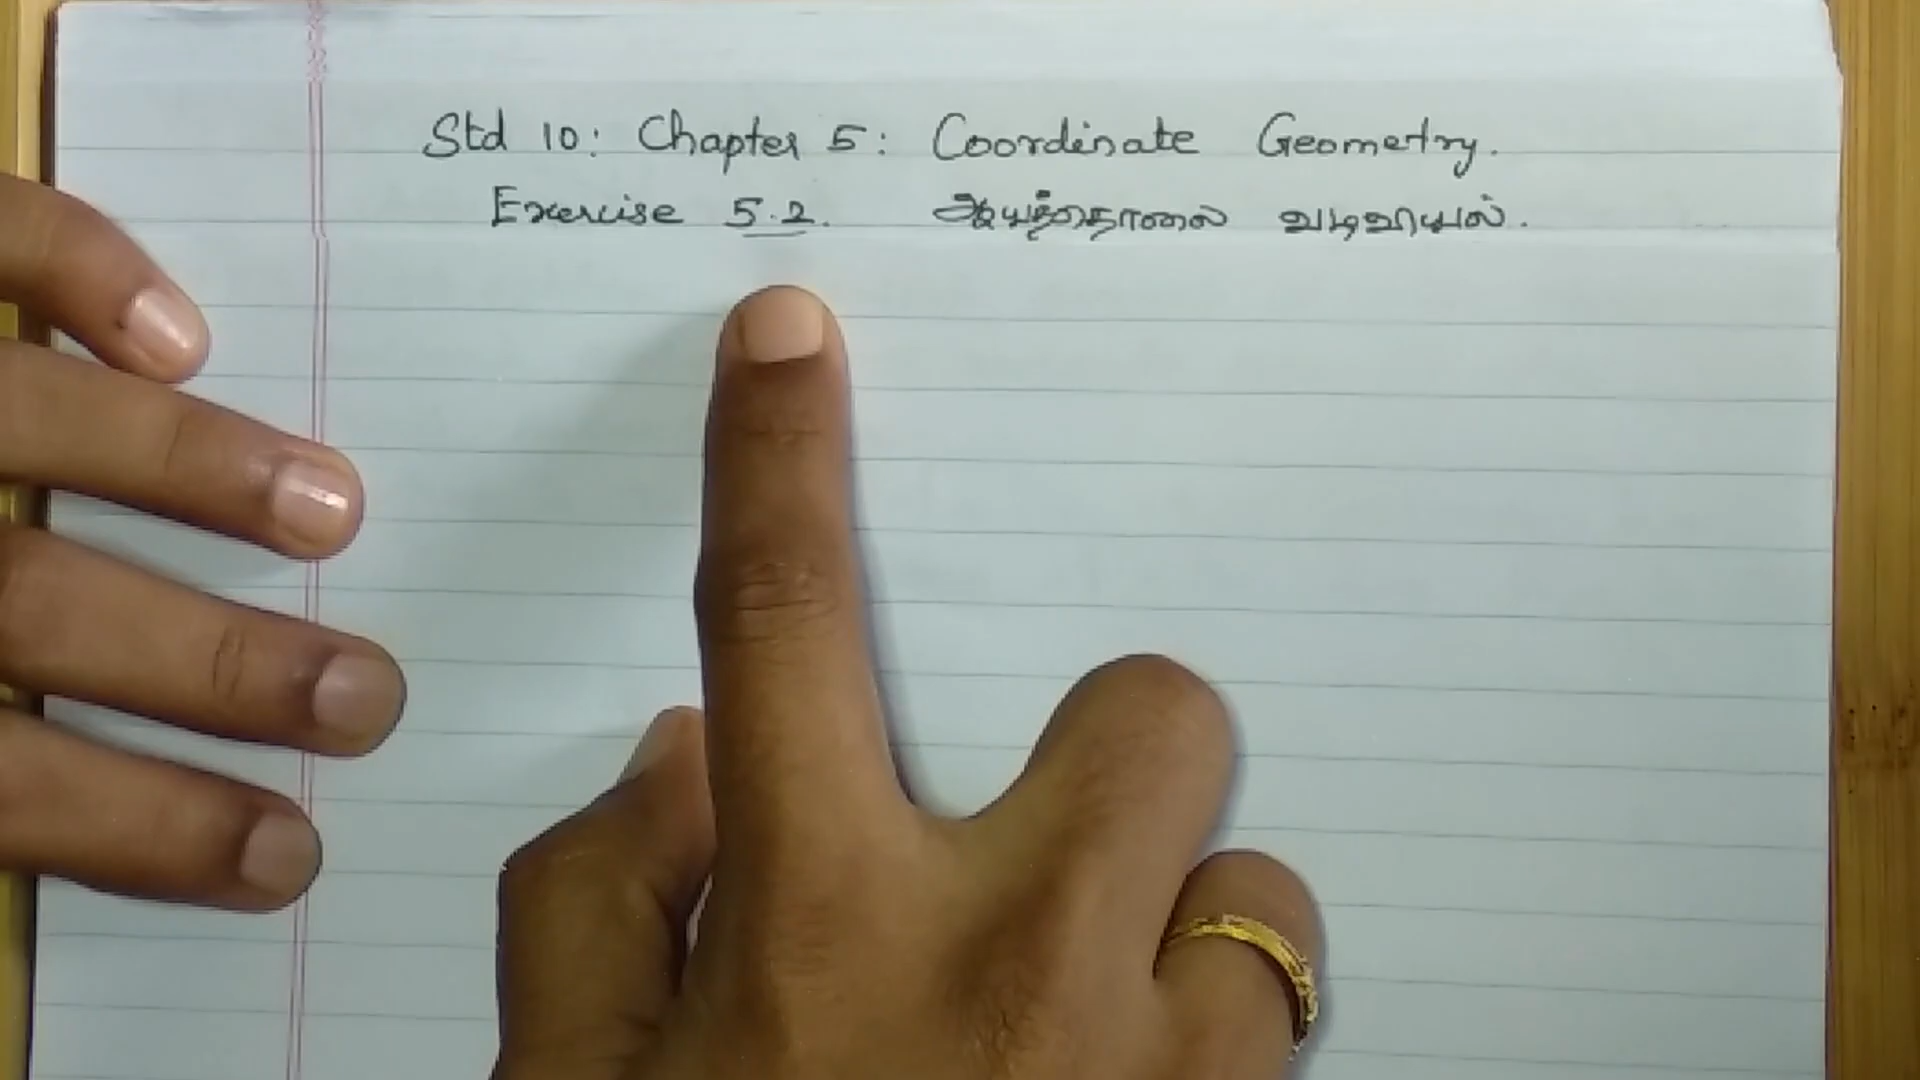 Std 10: Chapter 5: Coordinate Geometry.
Exercise 5.2. ஆயத்தொலை வடிவியல்.